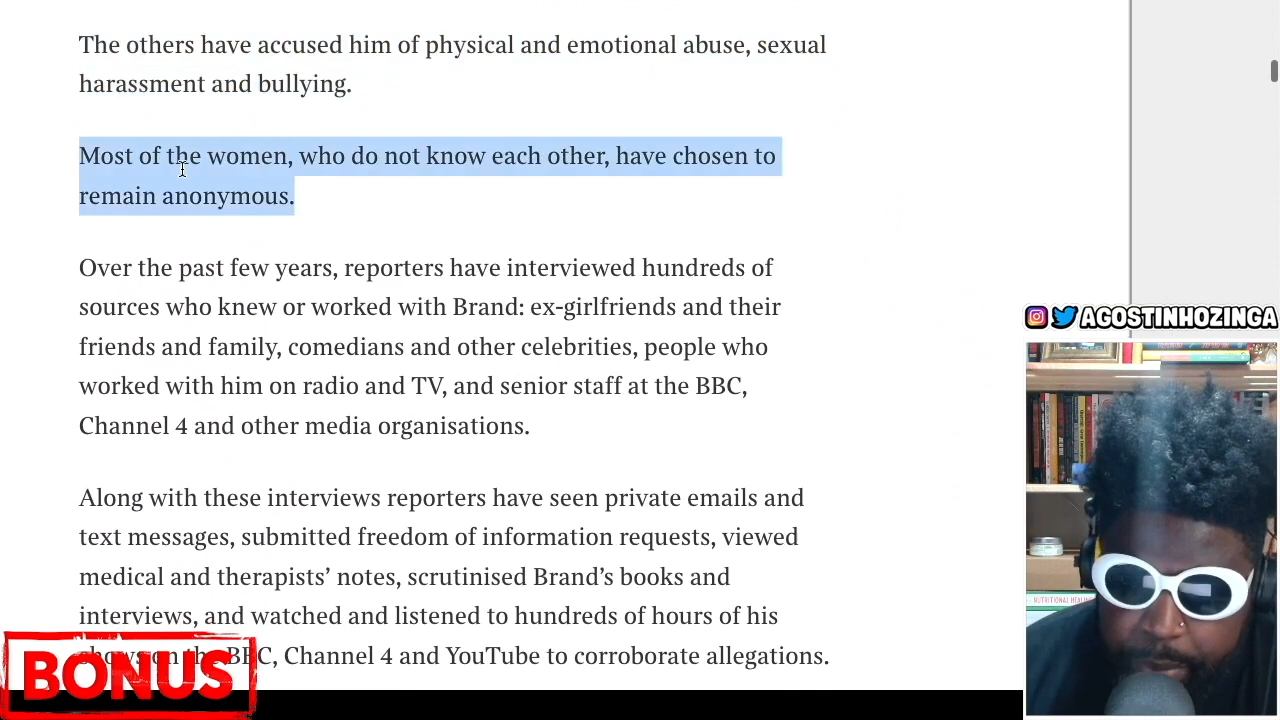 The others have accused him of physical and emotional abuse, sexual
harassment and bullying.
Most of the women, who do not know each other, have chosen to
remain anonymous.
Over the past few years, reporters have interviewed hundreds of
sources who knew or worked with Brand: ex-girlfriends and their
friends and family, comedians and other celebrities, people who
worked with him on radio and TV, and senior staff at the BBC,
Channel 4 and other media organisations.
Along with these interviews reporters have seen private emails and
text messages, submitted freedom of information requests, viewed
medical and therapists’ notes, scrutinised Brand’s books and
interviews, and watched and listened to hundreds of hours of his
shows on the BBC, Channel 4 and YouTube to corroborate allegations.
AGOSTINHOZINGA
NUTRITIONAL
BONUS